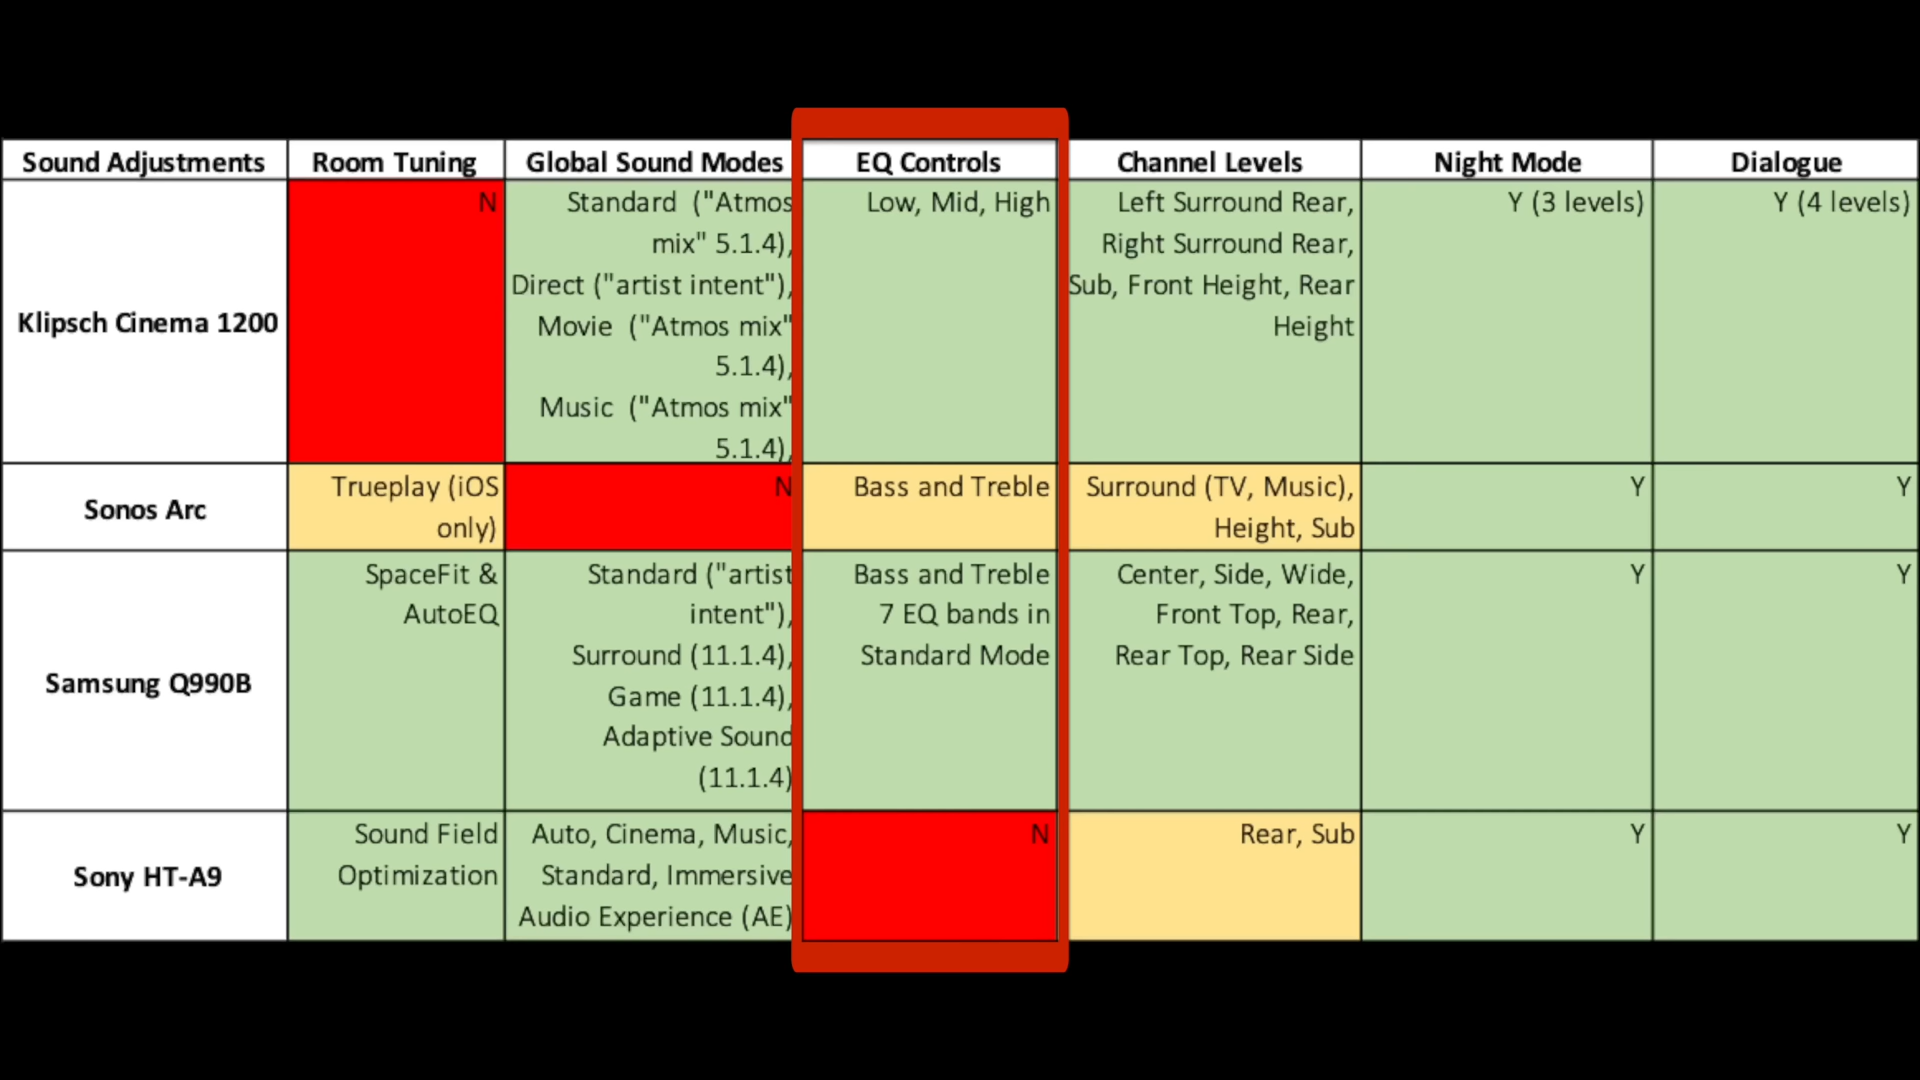 Sound Adjustments Room Tuning Global Sound Modes EQ Controls Channel Levels Night Mode Dialogue
Klipsch Cinema 1200
N
Standard ("Atmos
mix" 5.1.4),
Direct ("artist intent"),
Movie ("Atmos mix"
5.1.4),
Music ("Atmos mix"
5.1.4),
Low, Mid, High
Left Surround Rear,
Right Surround Rear,
Sub, Front Height, Rear
Height
Y (3 levels)
Y (4 levels)
Sonos Arc
Trueplay (iOS
only)
N
Bass and Treble
Surround (TV, Music),
Height, Sub
Y
Y
Samsung Q990B
SpaceFit &
AutoEQ
Standard ("artist
intent"),
Surround (11.1.4),
Game (11.1.4),
Adaptive Sound
(11.1.4)
Bass and Treble
7 EQ bands in
Standard Mode
Center, Side, Wide,
Front Top, Rear,
Rear Top, Rear Side
Y
Y
Sony HT-A9
Sound Field
Optimization
Auto, Cinema, Music,
Standard, Immersive
Audio Experience (AE)
N
Rear, Sub
Y
Y